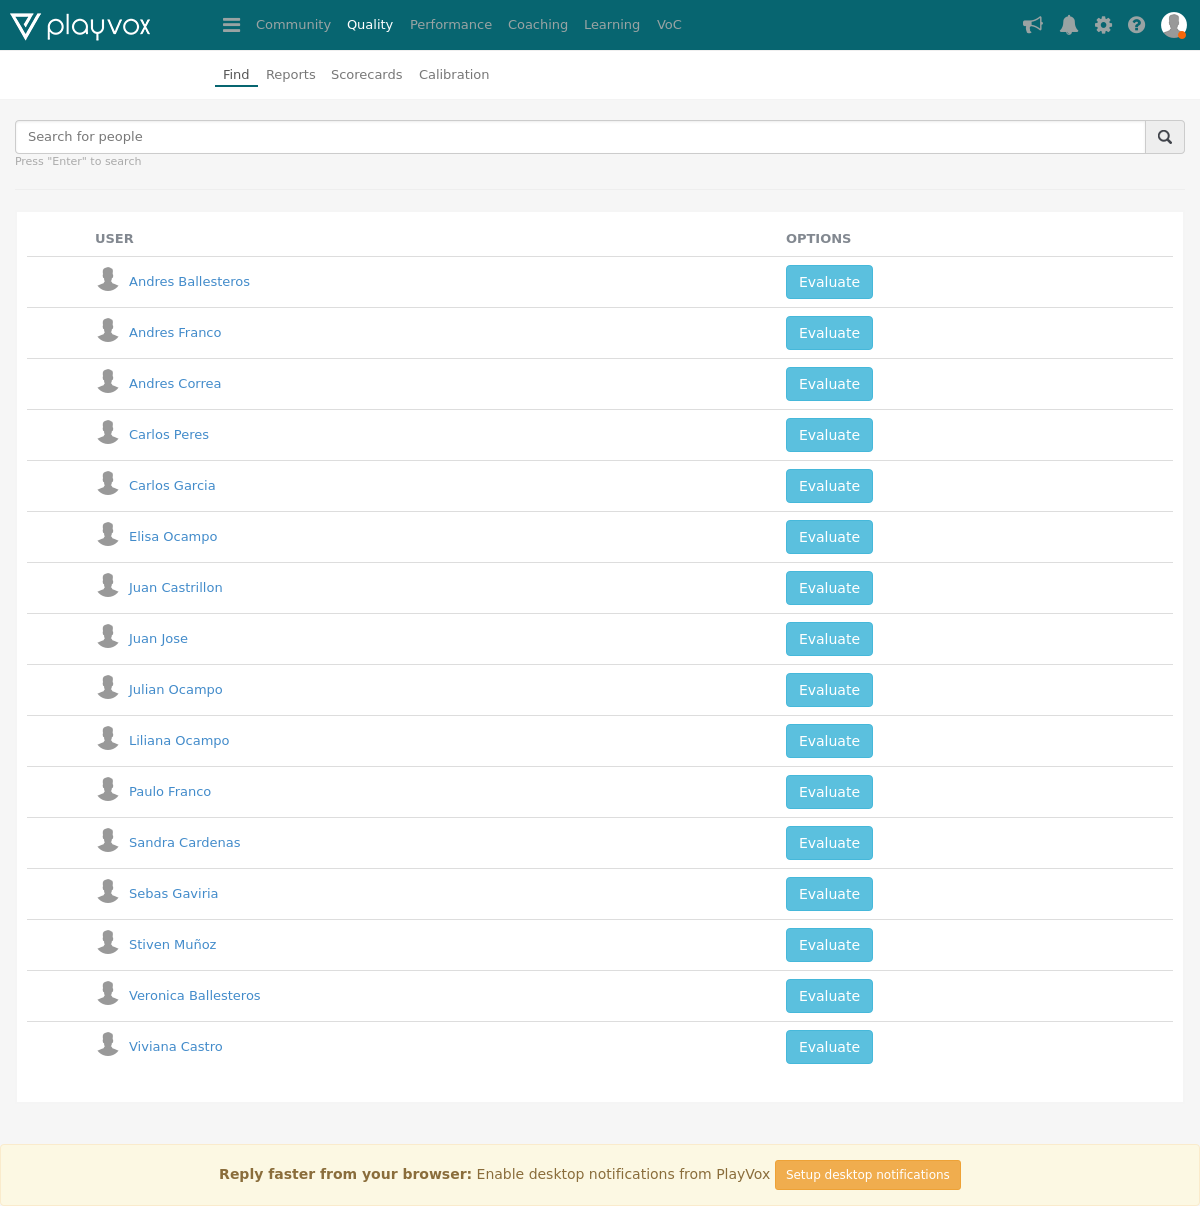 playvox Community Quality Performance Coaching Learning VoC
Find Reports Scorecards Calibration
Search for people
Press "Enter" to search
USER OPTIONS
Andres Ballesteros Evaluate
Andres Franco Evaluate
Andres Correa Evaluate
Carlos Peres Evaluate
Carlos Garcia Evaluate
Elisa Ocampo Evaluate
Juan Castrillon Evaluate
Juan Jose Evaluate
Julian Ocampo Evaluate
Liliana Ocampo Evaluate
Paulo Franco Evaluate
Sandra Cardenas Evaluate
Sebas Gaviria Evaluate
Stiven Muñoz Evaluate
Veronica Ballesteros Evaluate
Viviana Castro Evaluate
Reply faster from your browser: Enable desktop notifications from PlayVox Setup desktop notifications